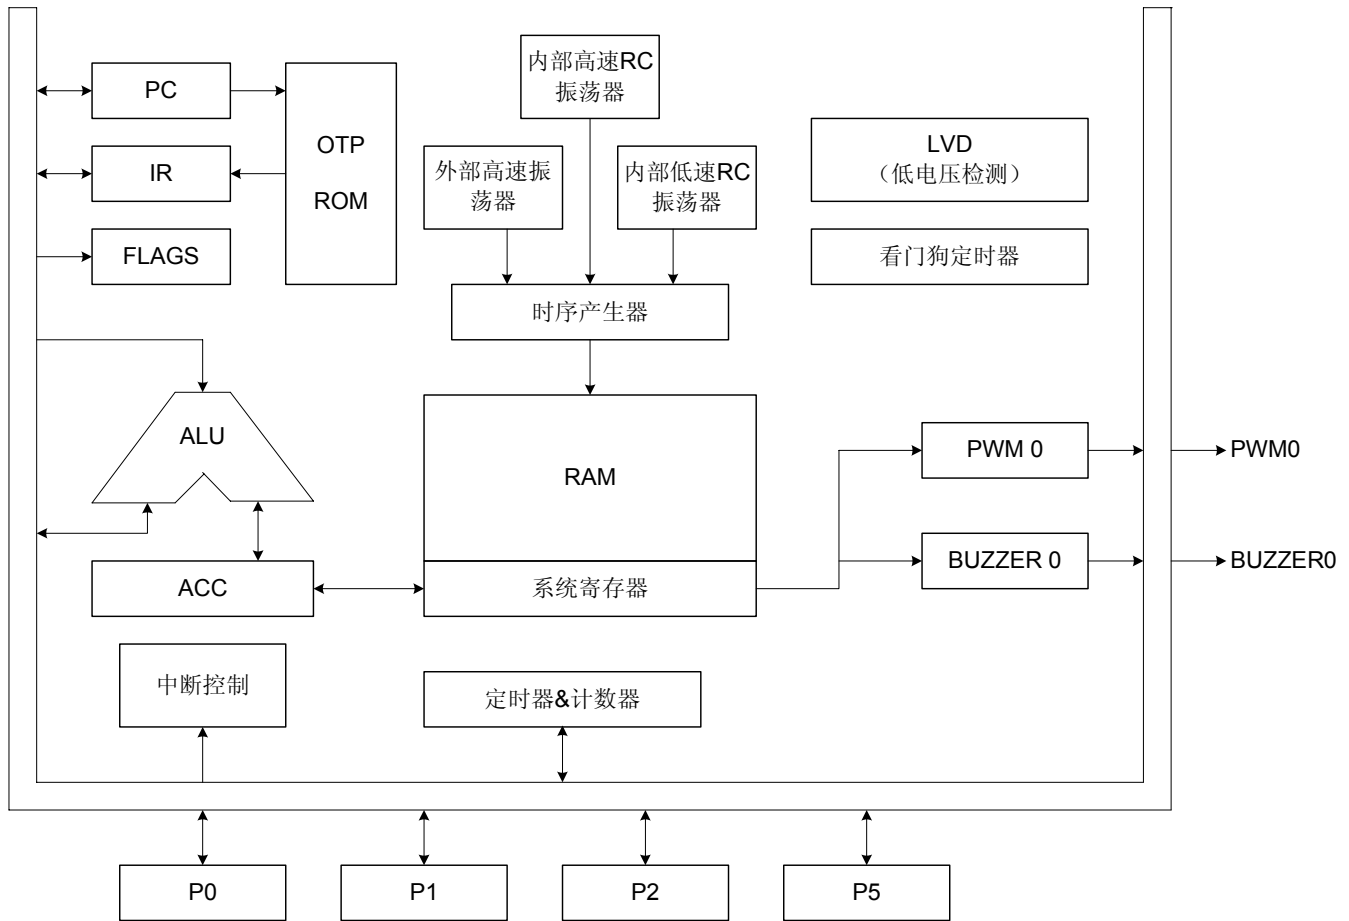 内部高速RC
振荡器
PC
OTP
ROM
LVD
（低电压检测）
IR
外部高速振
荡器
内部低速RC
振荡器
FLAGS
看门狗定时器
时序产生器
ALU
RAM
PWM 0
PWM0
BUZZER 0
BUZZER0
ACC
系统寄存器
中断控制
定时器&计数器
P0
P1
P2
P5